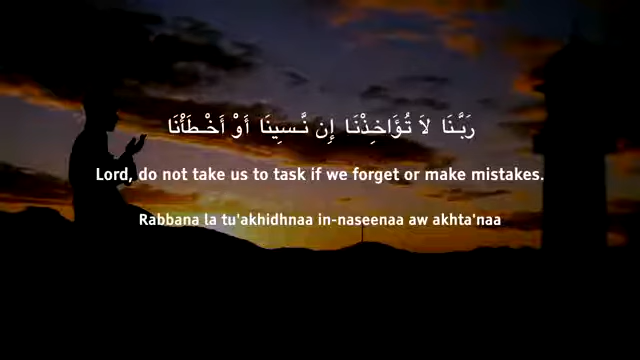 رَبَّنَا لاَ تُؤَاخِذْنَا إِن نَّسِينَا أَوْ أَخْطَأْنَا
Lord, do not take us to task if we forget or make mistakes.
Rabbana la tu'akhidhnaa in-naseenaa aw akhta'naa